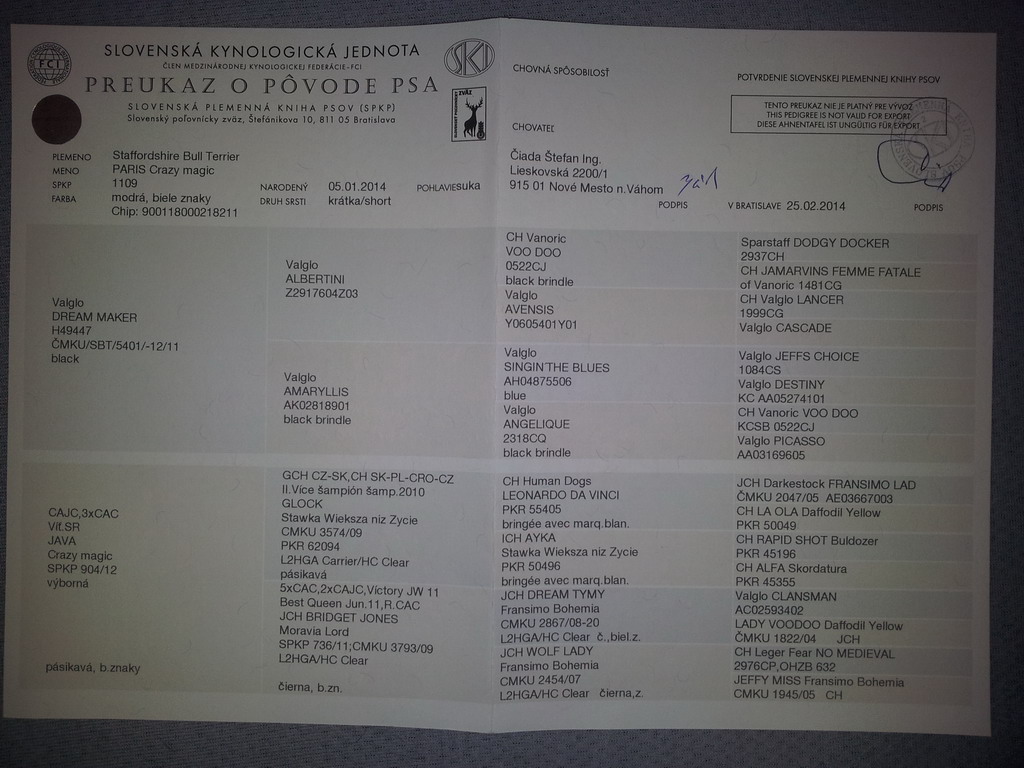 SLOVENSKÁ KYNOLOGICKÁ JEDNOTA
ČLEN MEDZINÁRODNEJ KYNOLOGICKEJ FEDERÁCIE-FCI
PREUKAZ O PÔVODE PSA
SLOVENSKÁ PLEMENNÁ KNIHA PSOV (SPKP)
Slovenský poľovnícky zväz, Štefánikova 10, 811 05 Bratislava
FCI
SKJ
PLEMENO Staffordshire Bull Terrier
MENO PARIS Crazy magic
SPKP 1109 NARODENÝ 05.01.2014 POHLAVIE suka
FARBA modrá, biele znaky DRUH SRSTI krátka/short
Chip: 900118000218211
CHOVNÁ SPÔSOBILOSŤ
POTVRDENIE SLOVENSKEJ PLEMENNEJ KNIHY PSOV
TENTO PREUKAZ NIE JE PLATNÝ PRE VÝVOZ
THIS PEDIGREE IS NOT VALID FOR EXPORT
DIESE AHNENTAFEL IST UNGÜLTIG FÜR EXPORT
CHOVATEĽ
Čiada Štefan Ing.
Lieskovská 2200/1
915 01 Nové Mesto n.Váhom
PODPIS V BRATISLAVE 25.02.2014 PODPIS
Valglo
DREAM MAKER
H49447
ČMKU/SBT/5401/-12/11
black
Valglo
ALBERTINI
Z2917604Z03
Valglo
AMARYLLIS
AK02818901
black brindle
CH Vanoric
VOO DOO
0522CJ
black brindle
Valglo
AVENSIS
Y0605401Y01
Valglo
SINGIN'THE BLUES
AH04875506
blue
Valglo
ANGELIQUE
2318CQ
black brindle
Sparstaff DODGY DOCKER
2937CH
CH JAMARVINS FEMME FATALE
of Vanoric 1481CG
CH Valglo LANCER
1999CG
Valglo CASCADE
Valglo JEFFS CHOICE
1084CS
Valglo DESTINY
KC AA05274101
CH Vanoric VOO DOO
KCSB 0522CJ
Valglo PICASSO
AA03169605
CAJC,3xCAC
Víť.SR
JAVA
Crazy magic
SPKP 904/12
výborná
pásikavá, b.znaky
GCH CZ-SK,CH SK-PL-CRO-CZ
II.Více šampión šamp.2010
GLOCK
Stawka Wieksza niz Zycie
CMKU 3574/09
PKR 62094
L2HGA Carrier/HC Clear
pásikavá
5xCAC,2xCAJC,Victory JW 11
Best Queen Jun.11,R.CAC
JCH BRIDGET JONES
Moravia Lord
SPKP 736/11;CMKU 3793/09
L2HGA/HC Clear
čierna, b.zn.
CH Human Dogs
LEONARDO DA VINCI
PKR 55405
bringée avec marq.blan.
ICH AYKA
Stawka Wieksza niz Zycie
PKR 50496
bringée avec marq.blan.
JCH DREAM TYMY
Fransimo Bohemia
CMKU 2867/08-20
L2HGA/HC Clear č.,biel.z.
JCH WOLF LADY
Fransimo Bohemia
CMKU 2454/07
L2HGA/HC Clear čierna,z.
JCH Darkestock FRANSIMO LAD
ČMKU 2047/05 AE03667003
CH LA OLA Daffodil Yellow
PKR 50049
CH RAPID SHOT Buldozer
PKR 45196
CH ALFA Skordatura
PKR 45355
Valglo CLANSMAN
AC02593402
LADY VOODOO Daffodil Yellow
ČMKU 1822/04 JCH
CH Leger Fear NO MEDIEVAL
2976CP,OHZB 632
JEFFY MISS Fransimo Bohemia
CMKU 1945/05 CH